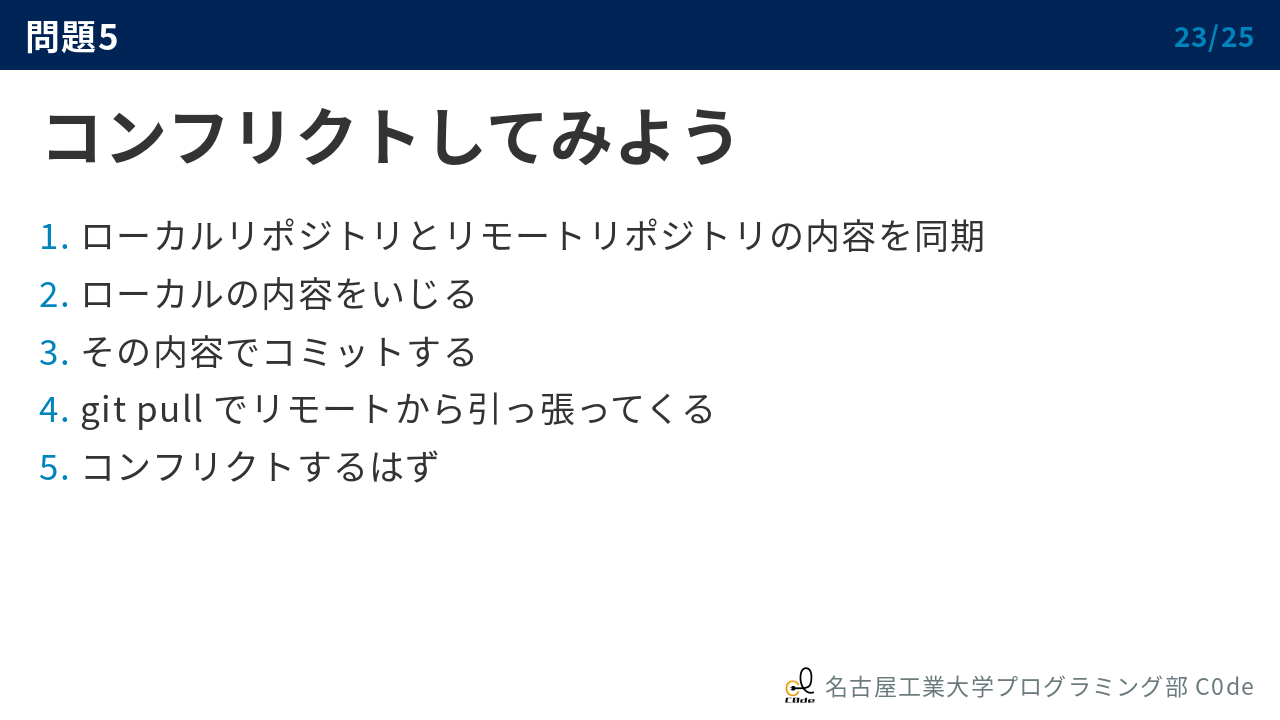 問題5
23/25
コンフリクトしてみよう
1. ローカルリポジトリとリモートリポジトリの内容を同期
2. ローカルの内容をいじる
3. その内容でコミットする
4. git pull でリモートから引っ張ってくる
5. コンフリクトするはず
C0de
名古屋工業大学プログラミング部 C0de